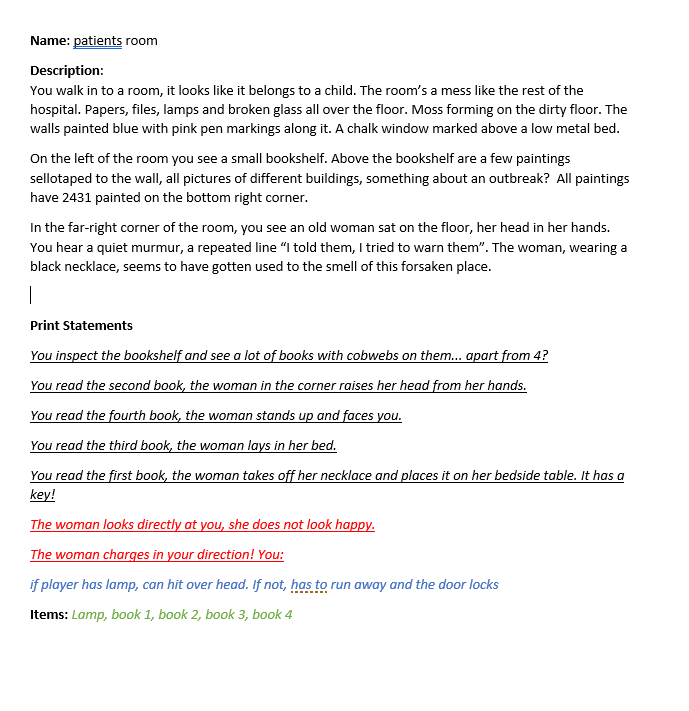 Name: patients room
Description:
You walk in to a room, it looks like it belongs to a child. The room's a mess like the rest of the
hospital. Papers, files, lamps and broken glass all over the floor. Moss forming on the dirty floor. The
walls painted blue with pink pen markings along it. A chalk window marked above a low metal bed.
On the left of the room you see a small bookshelf. Above the bookshelf are a few paintings
sellotaped to the wall, all pictures of different buildings, something about an outbreak?  All paintings
have 2431 painted on the bottom right corner.
In the far-right corner of the room, you see an old woman sat on the floor, her head in her hands.
You hear a quiet murmur, a repeated line “I told them, I tried to warn them”. The woman, wearing a
black necklace, seems to have gotten used to the smell of this forsaken place.
Print Statements
You inspect the bookshelf and see a lot of books with cobwebs on them... apart from 4?
You read the second book, the woman in the corner raises her head from her hands.
You read the fourth book, the woman stands up and faces you.
You read the third book, the woman lays in her bed.
You read the first book, the woman takes off her necklace and places it on her bedside table. It has a
key!
The woman looks directly at you, she does not look happy.
The woman charges in your direction! You:
if player has lamp, can hit over head. If not, has to run away and the door locks
Items: Lamp, book 1, book 2, book 3, book 4